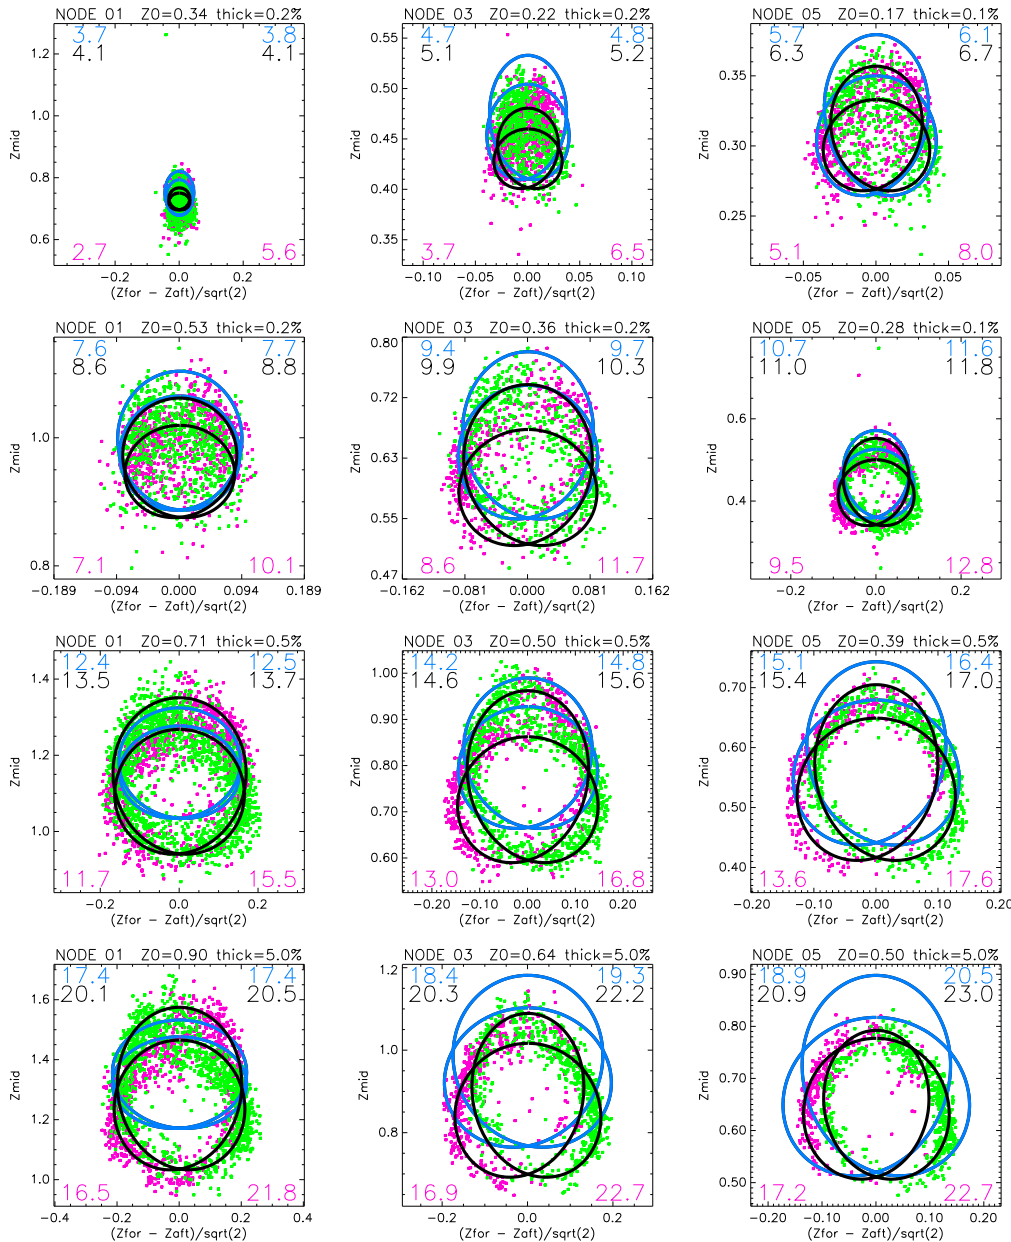 NODE 01 Z0=0.34 thick=0.2%
3.7 3.8
4.1 4.1
1.2
1.0
0.8
0.6
Zmid
2.7 5.6
−0.2 0.0 0.2
(Zfor − Zaft)/sqrt(2)
NODE 03 Z0=0.22 thick=0.2%
4.7 4.8
5.1 5.2
0.55
0.50
0.45
0.40
0.35
Zmid
3.7 6.5
−0.10 −0.05 0.00 0.05 0.10
(Zfor − Zaft)/sqrt(2)
NODE 05 Z0=0.17 thick=0.1%
5.7 6.1
6.3 6.7
0.35
0.30
0.25
Zmid
5.1 8.0
−0.05 0.00 0.05
(Zfor − Zaft)/sqrt(2)
NODE 01 Z0=0.53 thick=0.2%
7.6 7.7
8.6 8.8
1.0
0.8
Zmid
7.1 10.1
−0.189 −0.094 0.000 0.094 0.189
(Zfor − Zaft)/sqrt(2)
NODE 03 Z0=0.36 thick=0.2%
9.4 9.7
9.9 10.3
0.80
0.72
0.63
0.55
0.47
Zmid
8.6 11.7
−0.162 −0.081 0.000 0.081 0.162
(Zfor − Zaft)/sqrt(2)
NODE 05 Z0=0.28 thick=0.1%
10.7 11.6
11.0 11.8
0.6
0.4
Zmid
9.5 12.8
−0.2 0.0 0.2
(Zfor − Zaft)/sqrt(2)
NODE 01 Z0=0.71 thick=0.5%
12.4 12.5
13.5 13.7
1.4
1.2
1.0
Zmid
11.7 15.5
−0.2 0.0 0.2
(Zfor − Zaft)/sqrt(2)
NODE 03 Z0=0.50 thick=0.5%
14.2 14.8
14.6 15.6
1.00
0.90
0.80
0.70
0.60
Zmid
13.0 16.8
−0.20 −0.10 0.00 0.10 0.20
(Zfor − Zaft)/sqrt(2)
NODE 05 Z0=0.39 thick=0.5%
15.1 16.4
15.4 17.0
0.70
0.60
0.50
0.40
Zmid
13.6 17.6
−0.20 −0.10 0.00 0.10 0.20
(Zfor − Zaft)/sqrt(2)
NODE 01 Z0=0.90 thick=5.0%
17.4 17.4
20.1 20.5
1.6
1.4
1.2
1.0
Zmid
16.5 21.8
−0.4 −0.2 0.0 0.2 0.4
(Zfor − Zaft)/sqrt(2)
NODE 03 Z0=0.64 thick=5.0%
18.4 19.3
20.3 22.2
1.2
1.0
0.8
Zmid
16.9 22.7
−0.2 0.0 0.2
(Zfor − Zaft)/sqrt(2)
NODE 05 Z0=0.50 thick=5.0%
18.9 20.5
20.9 23.0
0.90
0.80
0.70
0.60
0.50
Zmid
17.2 22.7
−0.20 −0.10 0.00 0.10 0.20
(Zfor − Zaft)/sqrt(2)